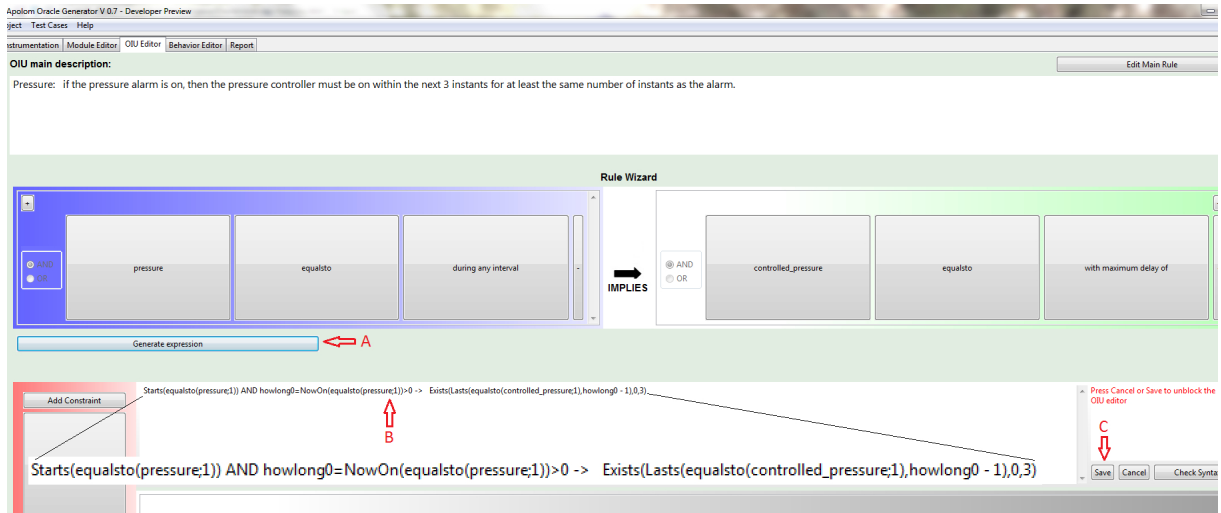 Apolom Oracle Generator V 0.7 - Developer Preview
oject Test Cases Help
nstrumentation Module Editor OIU Editor Behavior Editor Report
OIU main description:
Edit Main Rule
Pressure: if the pressure alarm is on, then the pressure controller must be on within the next 3 instants for at least the same number of instants as the alarm.
Rule Wizard
+
AND
OR
pressure
equalsto
during any interval
-
IMPLIES
AND
OR
controlled_pressure
equalsto
with maximum delay of
Generate expression
A
Add Constraint
Starts(equalsto(pressure;1)) AND howlong0=NowOn(equalsto(pressure;1))>0 -> Exists(Lasts(equalsto(controlled_pressure;1),howlong0 - 1),0,3)
B
Press Cancel or Save to unblock the
OIU editor
C
Starts(equalsto(pressure;1)) AND howlong0=NowOn(equalsto(pressure;1))>0 -> Exists(Lasts(equalsto(controlled_pressure;1),howlong0 - 1),0,3)
Save Cancel Check Synta